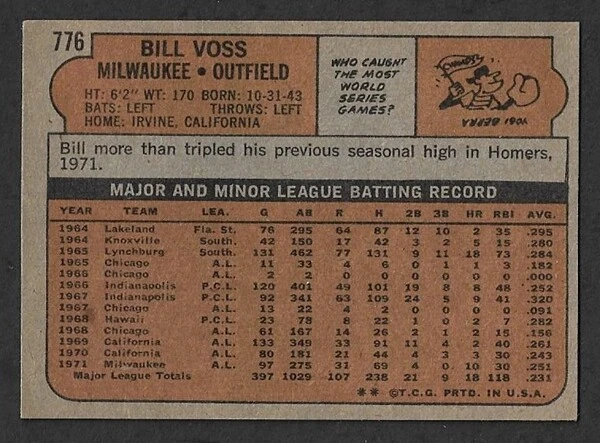 776
BILL VOSS
MILWAUKEE • OUTFIELD
HT: 6'2" WT: 170 BORN: 10-31-43
BATS: LEFT THROWS: LEFT
HOME: IRVINE, CALIFORNIA
WHO CAUGHT
THE MOST
WORLD
SERIES
GAMES?
YOGI BERRA
Bill more than tripled his previous seasonal high in Homers,
1971.
MAJOR AND MINOR LEAGUE BATTING RECORD
YEAR TEAM LEA. G AB R H 2B 3B HR RBI AVG.
1964 Lakeland Fla. St. 76 295 64 87 12 10 2 35 .295
1964 Knoxville South. 42 150 17 42 3 2 5 15 .280
1965 Lynchburg South. 131 462 77 131 9 11 18 73 .284
1965 Chicago A.L. 11 33 4 6 0 1 1 3 .182
1966 Chicago A.L. 2 2 0 0 0 0 0 0 .000
1966 Indianapolis P.C.L. 120 401 49 101 19 8 8 48 .252
1967 Indianapolis P.C.L. 92 341 63 109 24 5 9 41 .320
1967 Chicago A.L. 13 22 4 2 0 0 0 0 .091
1968 Hawaii P.C.L. 23 78 8 22 1 0 2 7 .282
1968 Chicago A.L. 61 167 14 26 2 1 2 15 .156
1969 California A.L. 133 349 33 91 11 4 2 40 .261
1970 California A.L. 80 181 21 44 4 3 3 30 .243
1971 Milwaukee A.L. 97 275 31 69 4 0 10 30 .251
Major League Totals 397 1029 107 238 21 9 18 118 .231
** ©T.C.G. PRTD. IN U.S.A.